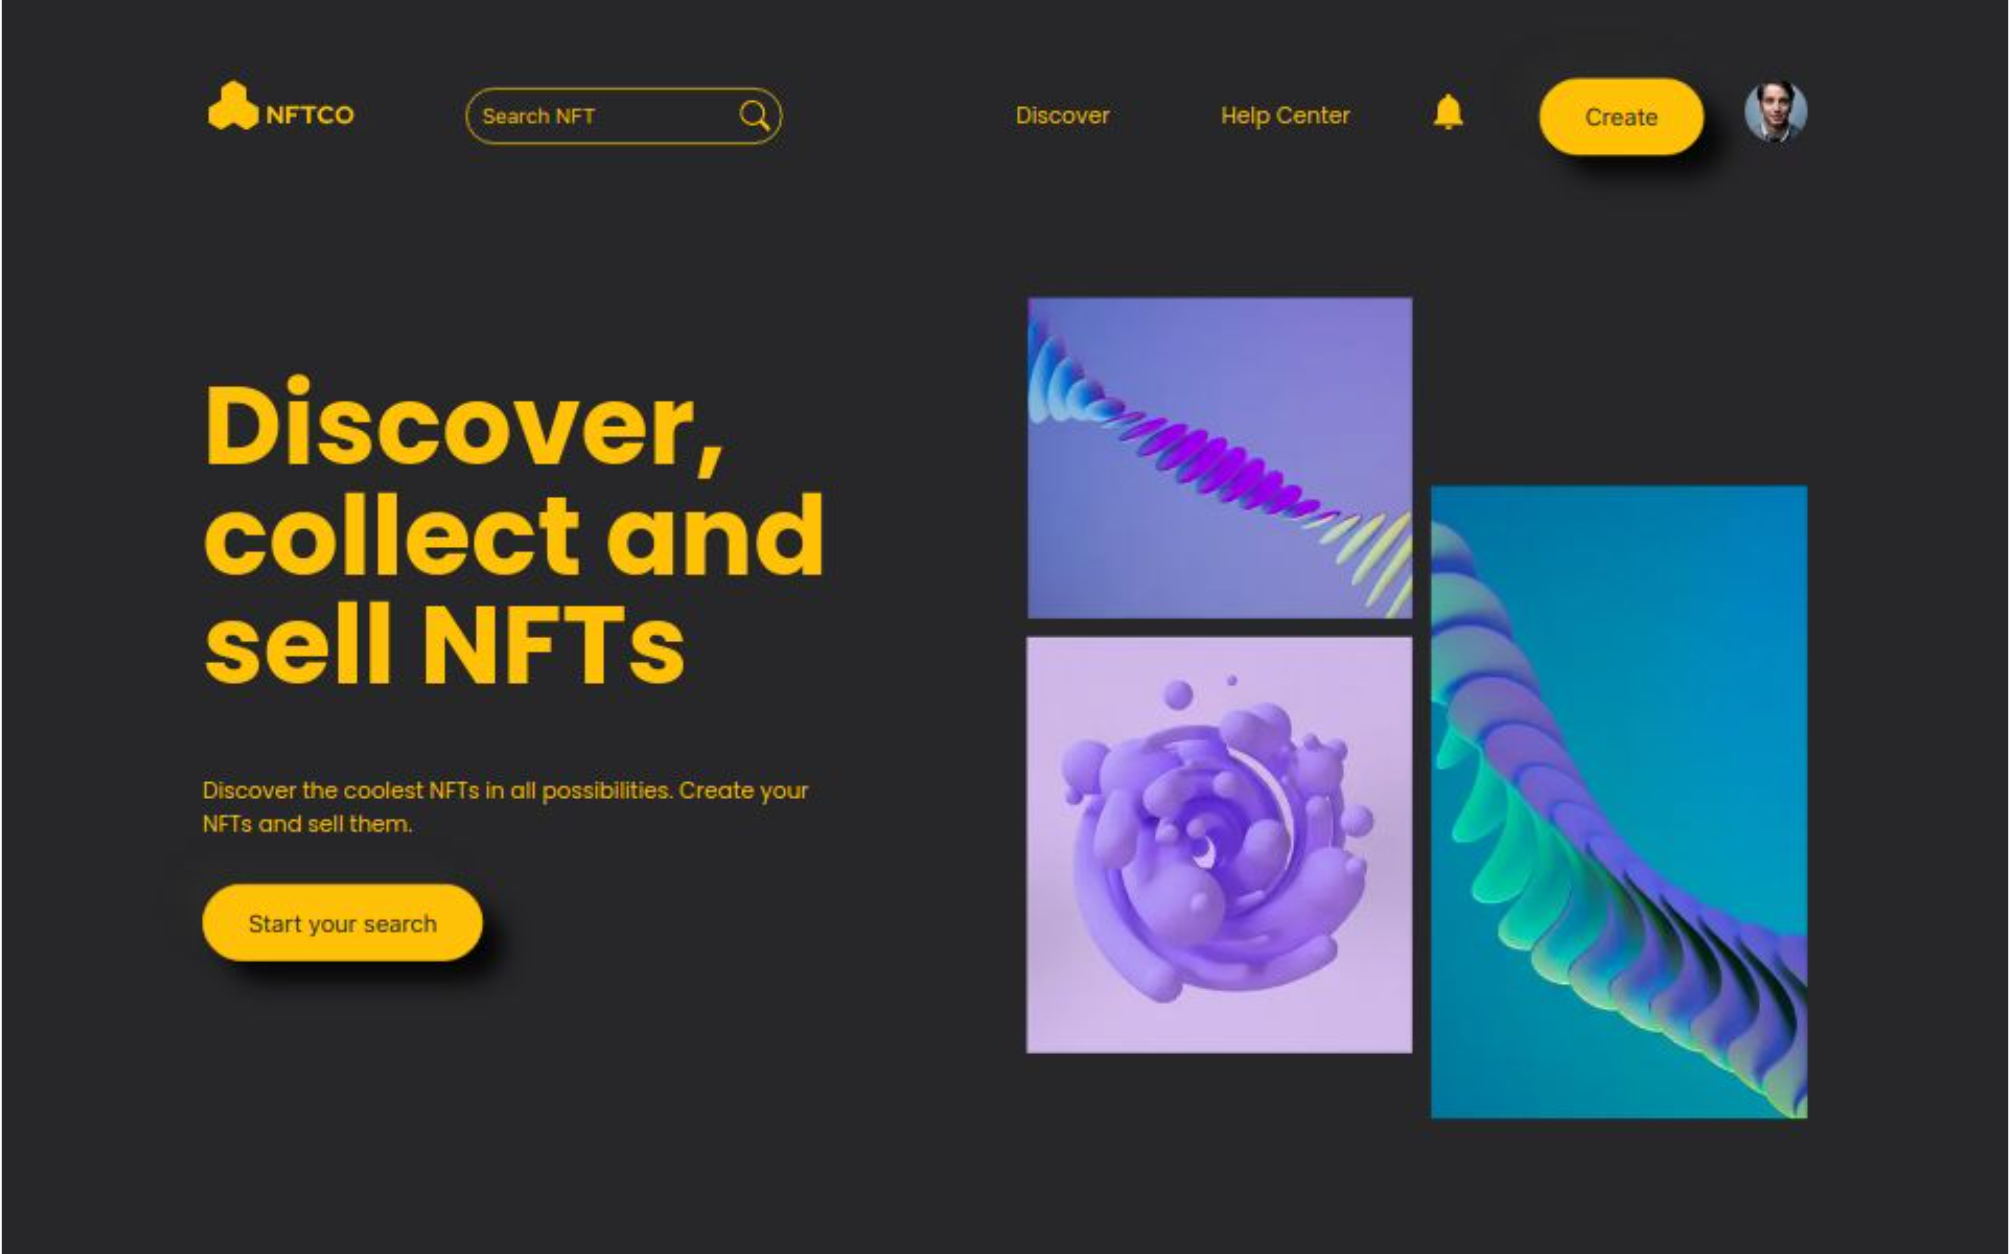 NFTCO
Search NFT
Discover
Help Center
Create
Discover,
collect and
sell NFTs
Discover the coolest NFTs in all possibilities. Create your
NFTs and sell them.
Start your search